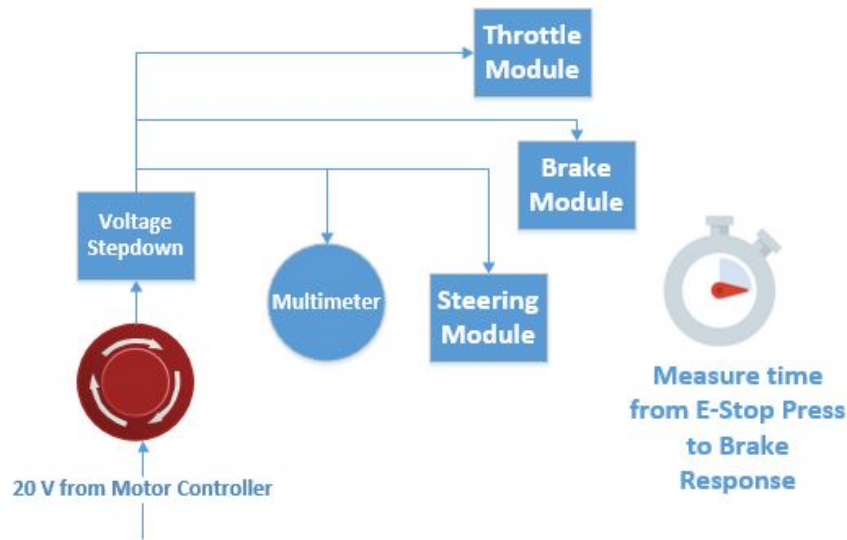 Throttle
Module
Brake
Module
Voltage
Stepdown
Multimeter
Steering
Module
Measure time
from E-Stop Press
to Brake
Response
20 V from Motor Controller